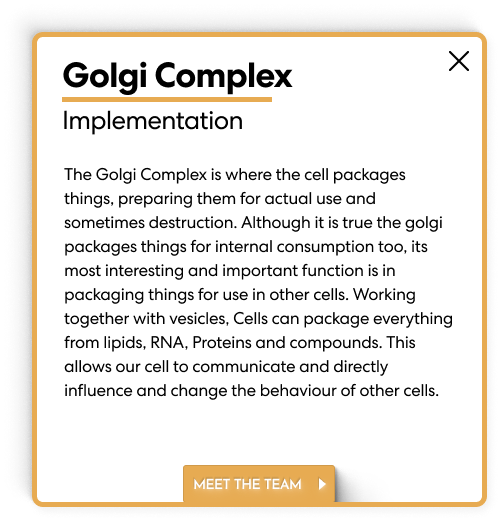 Golgi Complex
Implementation
The Golgi Complex is where the cell packages
things, preparing them for actual use and
sometimes destruction. Although it is true the golgi
packages things for internal consumption too, its
most interesting and important function is in
packaging things for use in other cells. Working
together with vesicles, Cells can package everything
from lipids, RNA, Proteins and compounds. This
allows our cell to communicate and directly
influence and change the behaviour of other cells.
MEET THE TEAM